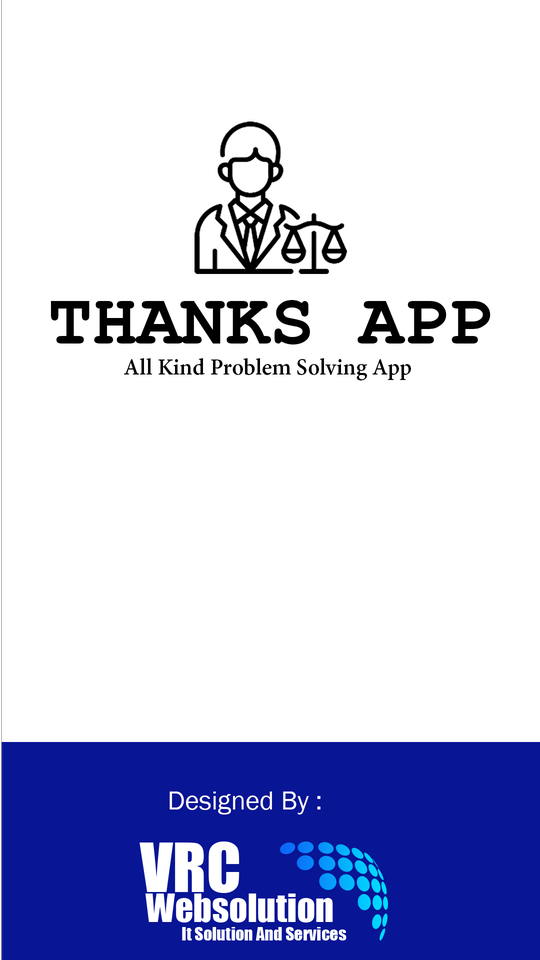 THANKS APP
All Kind Problem Solving App
Designed By :
VRC
Websolution
It Solution And Services